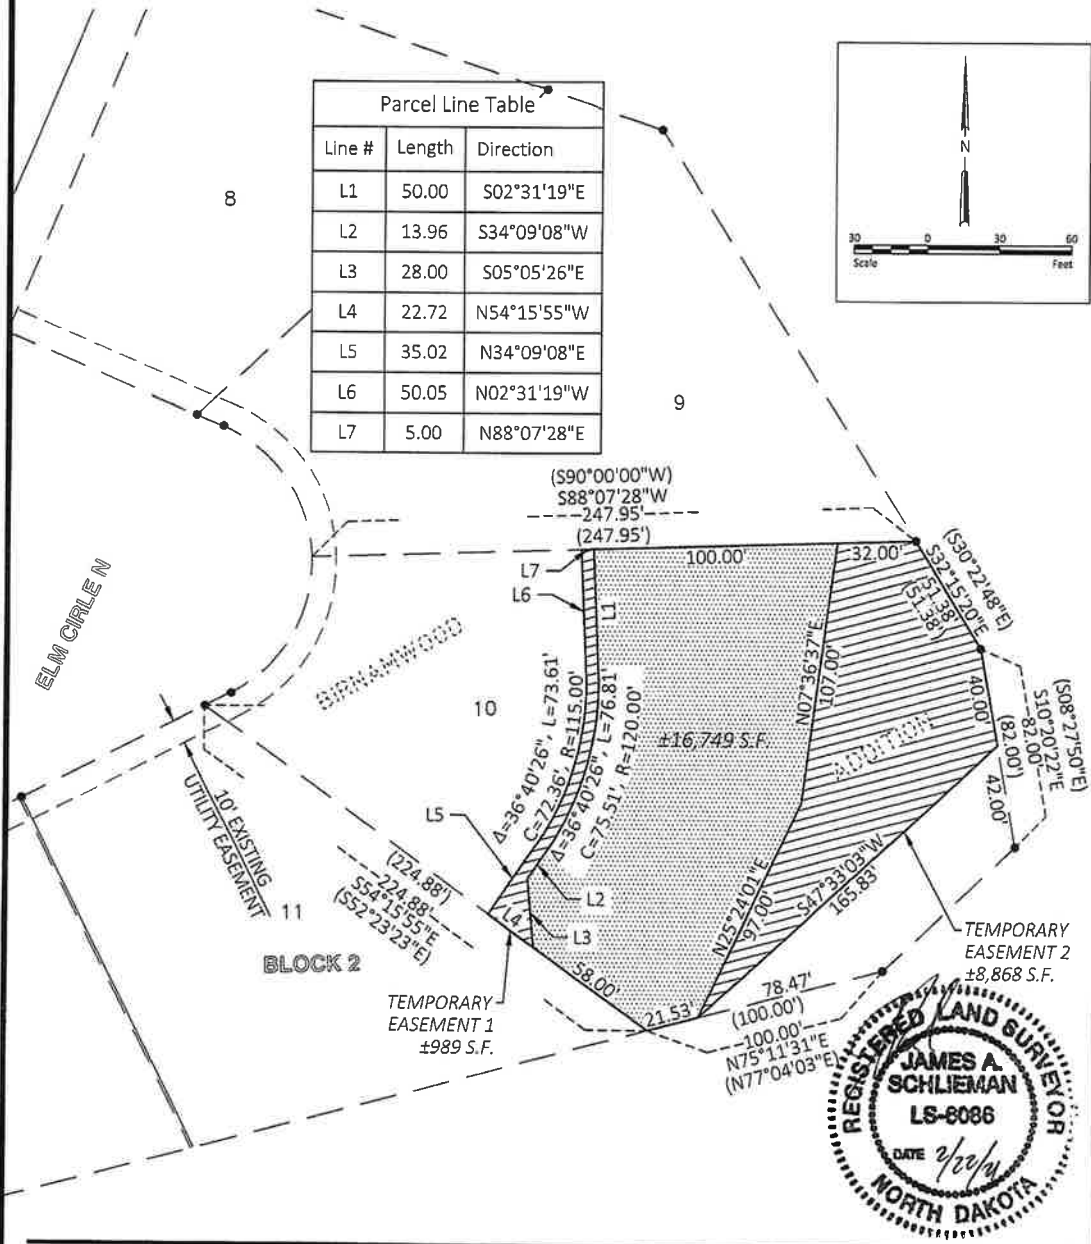 Parcel Line Table
Line # Length Direction
L1 50.00 S02°31'19"E
L2 13.96 S34°09'08"W
L3 28.00 S05°05'26"E
L4 22.72 N54°15'55"W
L5 35.02 N34°09'08"E
L6 50.05 N02°31'19"W
L7 5.00 N88°07'28"E
N
30 0 30 60
Scale Feet
8
9
(S90°00'00"W)
S88°07'28"W
247.95'
(247.95')
100.00'
32.00'
(S30°22'48"E)
S32°15'20"E
51.38'
(51.38')
L7
L6
L1
ELM CIRLE N
BIRNAMWOOD
10
Δ=36°40'26", L=73.61'
C=72.36', R=115.00'
Δ=36°40'26", L=76.81'
C=75.51', R=120.00'
±16,749 S.F.
N07°36'37"E
107.00'
ADDITION
40.00'
(S08°27'50"E)
S10°20'22"E
82.00'
(82.00')
42.00'
L5
10' EXISTING
UTILITY EASEMENT
(224.88')
224.88'
S54°15'55"E
(S52°23'23"E)
L2
L4
L3
N25°24'01"E
97.00'
S47°33'03"W
165.83'
11
BLOCK 2
TEMPORARY
EASEMENT 2
±8,868 S.F.
58.00'
TEMPORARY
EASEMENT 1
±989 S.F.
21.53'
78.47'
(100.00')
100.00'
N75°11'31"E
(N77°04'03"E)
REGISTERED LAND SURVEYOR
JAMES A.
SCHLIEMAN
LS-6086
DATE
NORTH DAKOTA